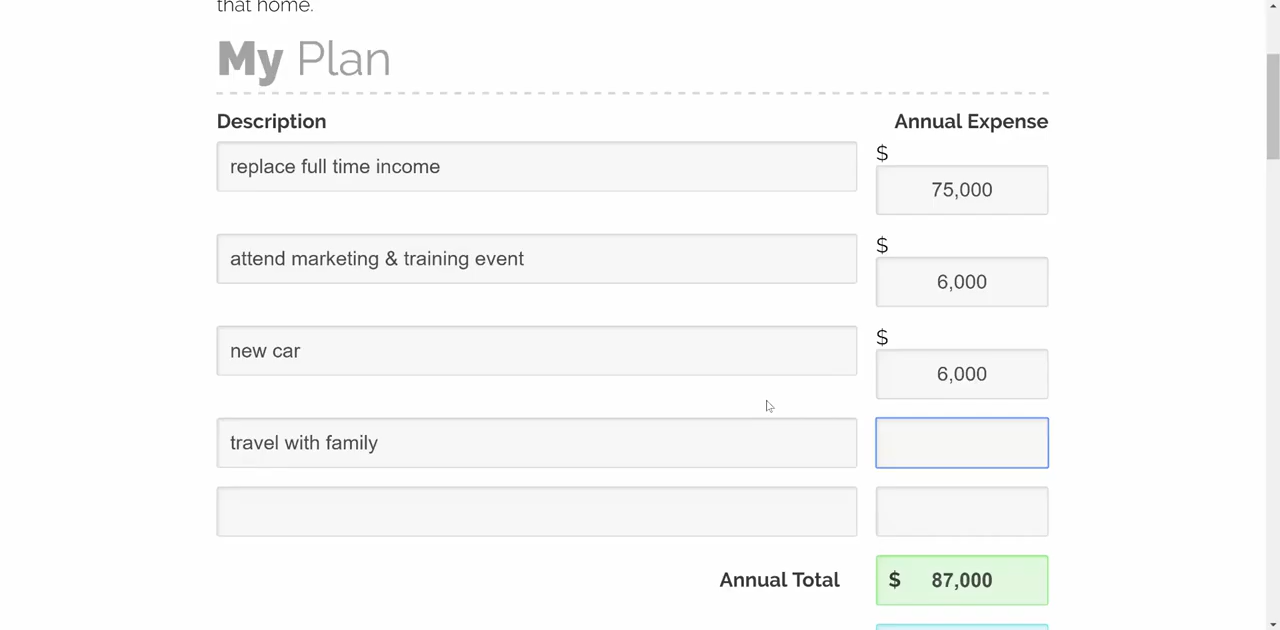 that home.
My Plan
Description Annual Expense
replace full time income $ 75,000
attend marketing & training event $ 6,000
new car $ 6,000
travel with family
Annual Total $ 87,000